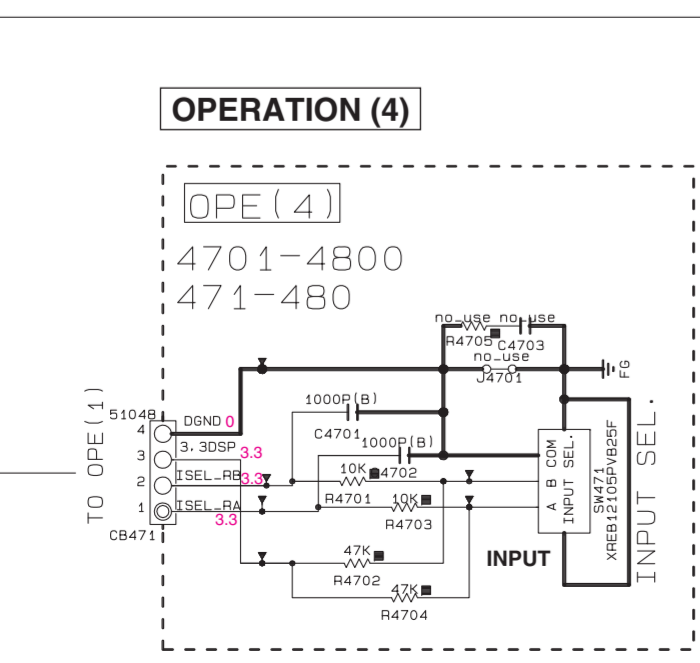 OPERATION (4)
OPE(4)
4701-4800
471-480
no_use no_use
R4705 C4703
no_use
J4701
FG
1000P(B)
C4701
1000P(B)
C4702
TO OPE(1)
51048
4 DGND 0
3 3,3DSP 3.3
2 ISEL_RB 3.3
1 ISEL_RA
3.3
CB471
10K
R4701
10K
R4703
47K
R4702
47K
R4704
INPUT
A B COM
INPUT SEL.
SW471
XREB12105PVB25F
INPUT SEL.